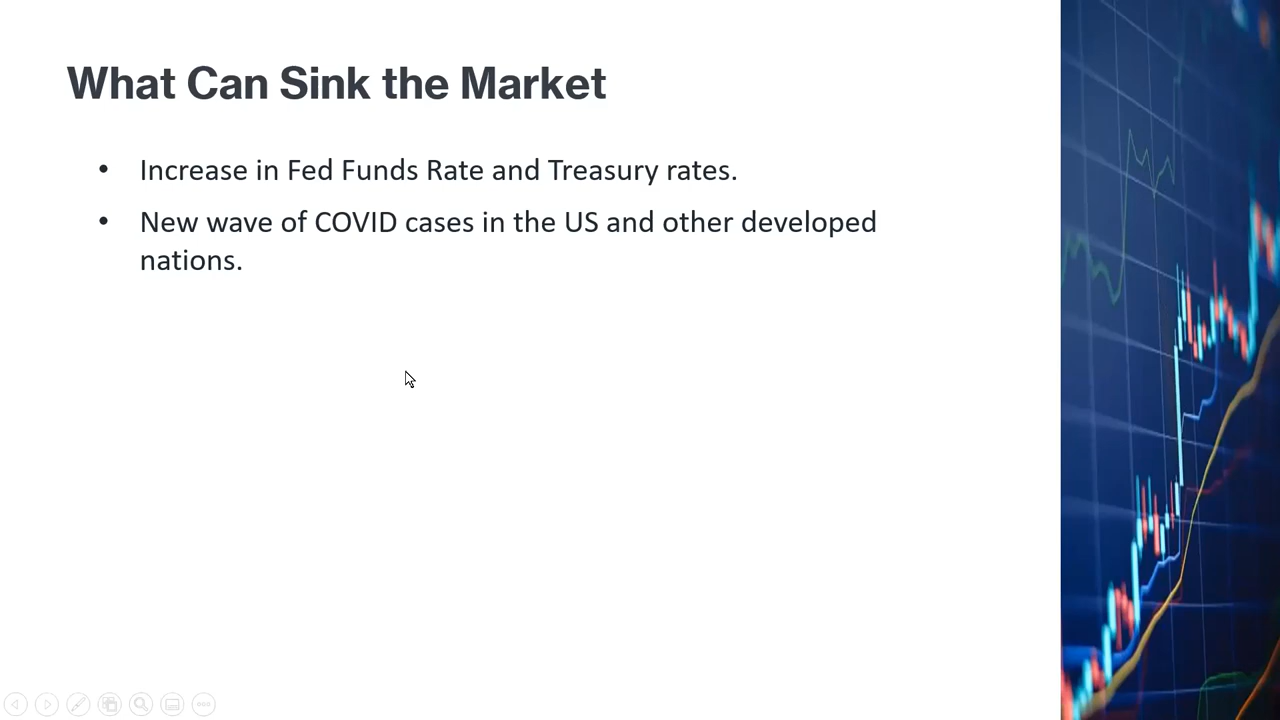 What Can Sink the Market
• Increase in Fed Funds Rate and Treasury rates.
• New wave of COVID cases in the US and other developed
nations.